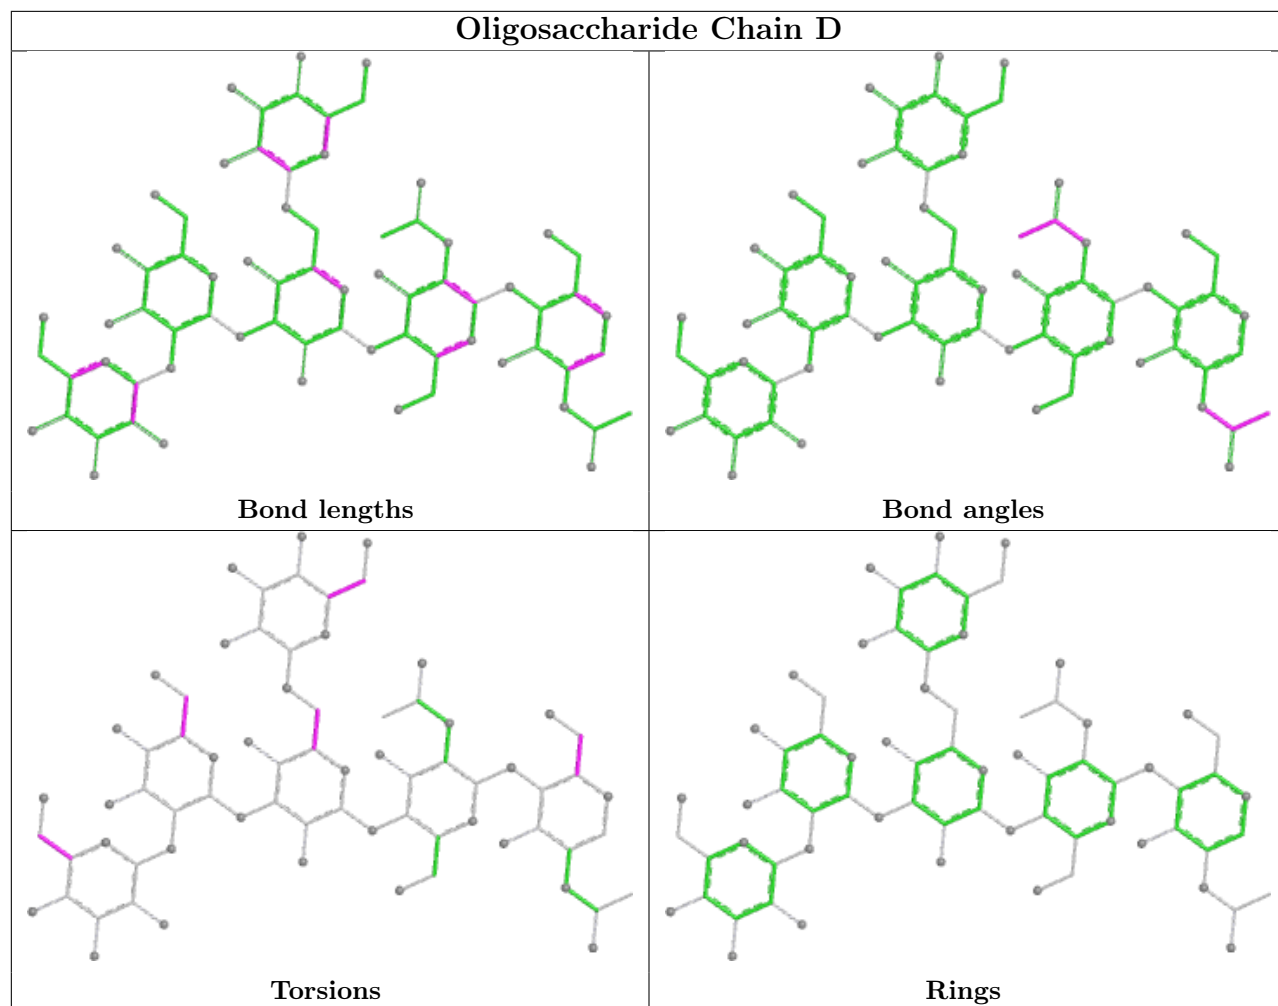 Oligosaccharide Chain D
Bond lengths
Bond angles
Torsions
Rings